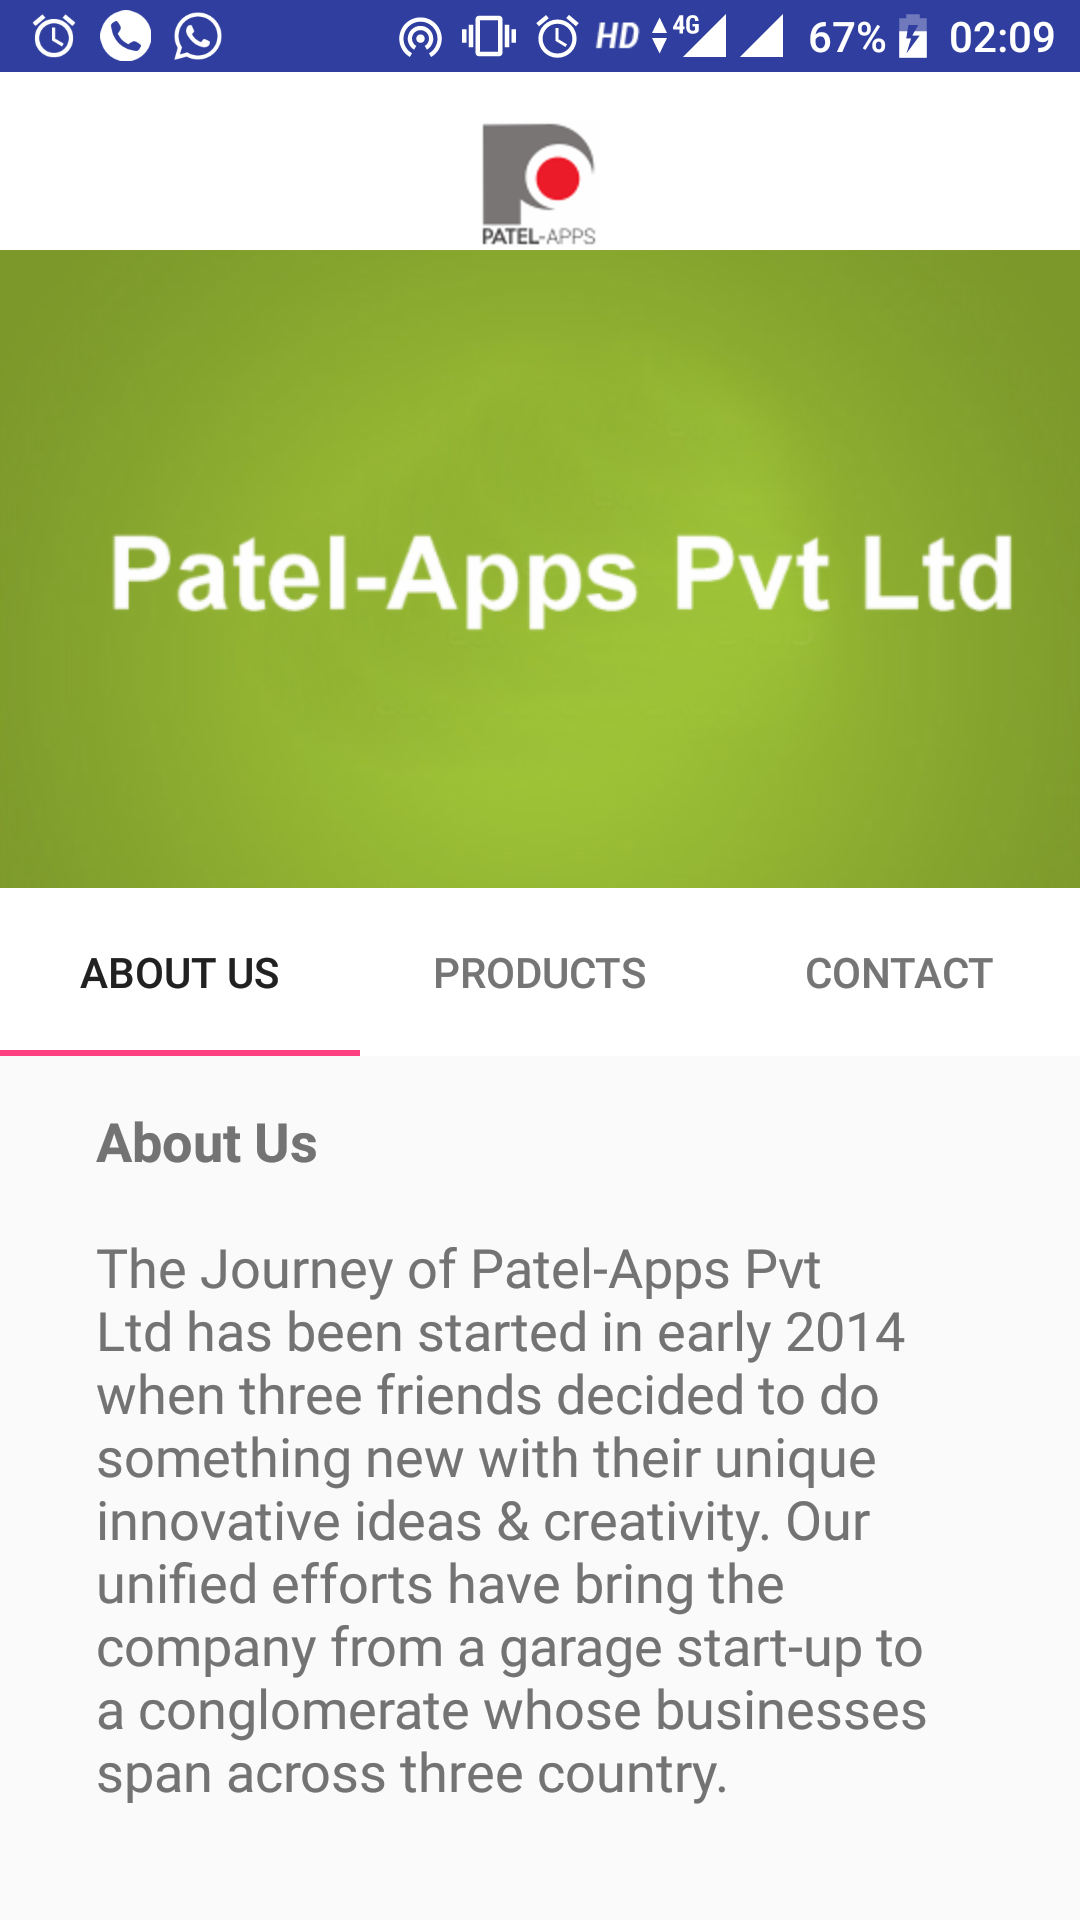 HD 4G 67% 02:09
PATEL-APPS
Patel-Apps Pvt Ltd
ABOUT US PRODUCTS CONTACT
About Us
The Journey of Patel-Apps Pvt
Ltd has been started in early 2014
when three friends decided to do
something new with their unique
innovative ideas & creativity. Our
unified efforts have bring the
company from a garage start-up to
a conglomerate whose businesses
span across three country.